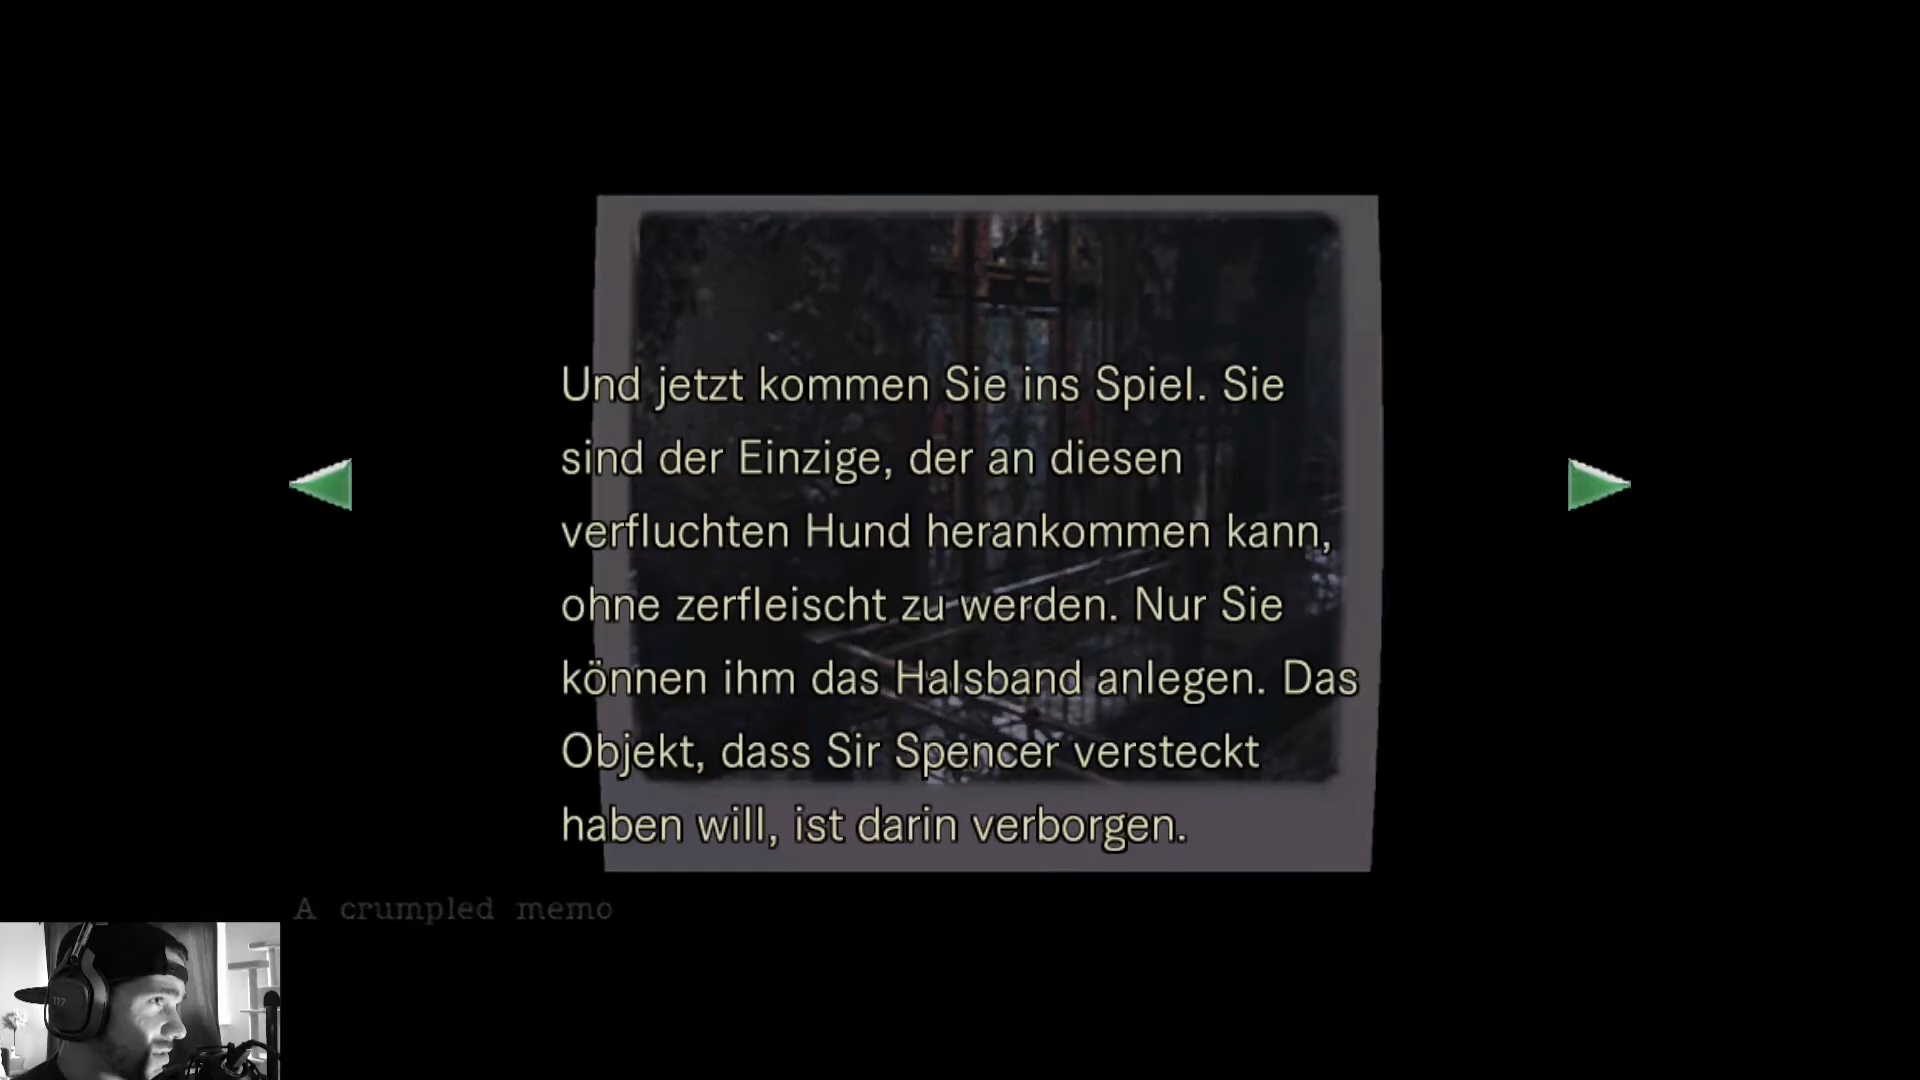 Und jetzt kommen Sie ins Spiel. Sie
sind der Einzige, der an diesen
verfluchten Hund herankommen kann,
ohne zerfleischt zu werden. Nur Sie
können ihm das Halsband anlegen. Das
Objekt, dass Sir Spencer versteckt
haben will, ist darin verborgen.
A crumpled memo